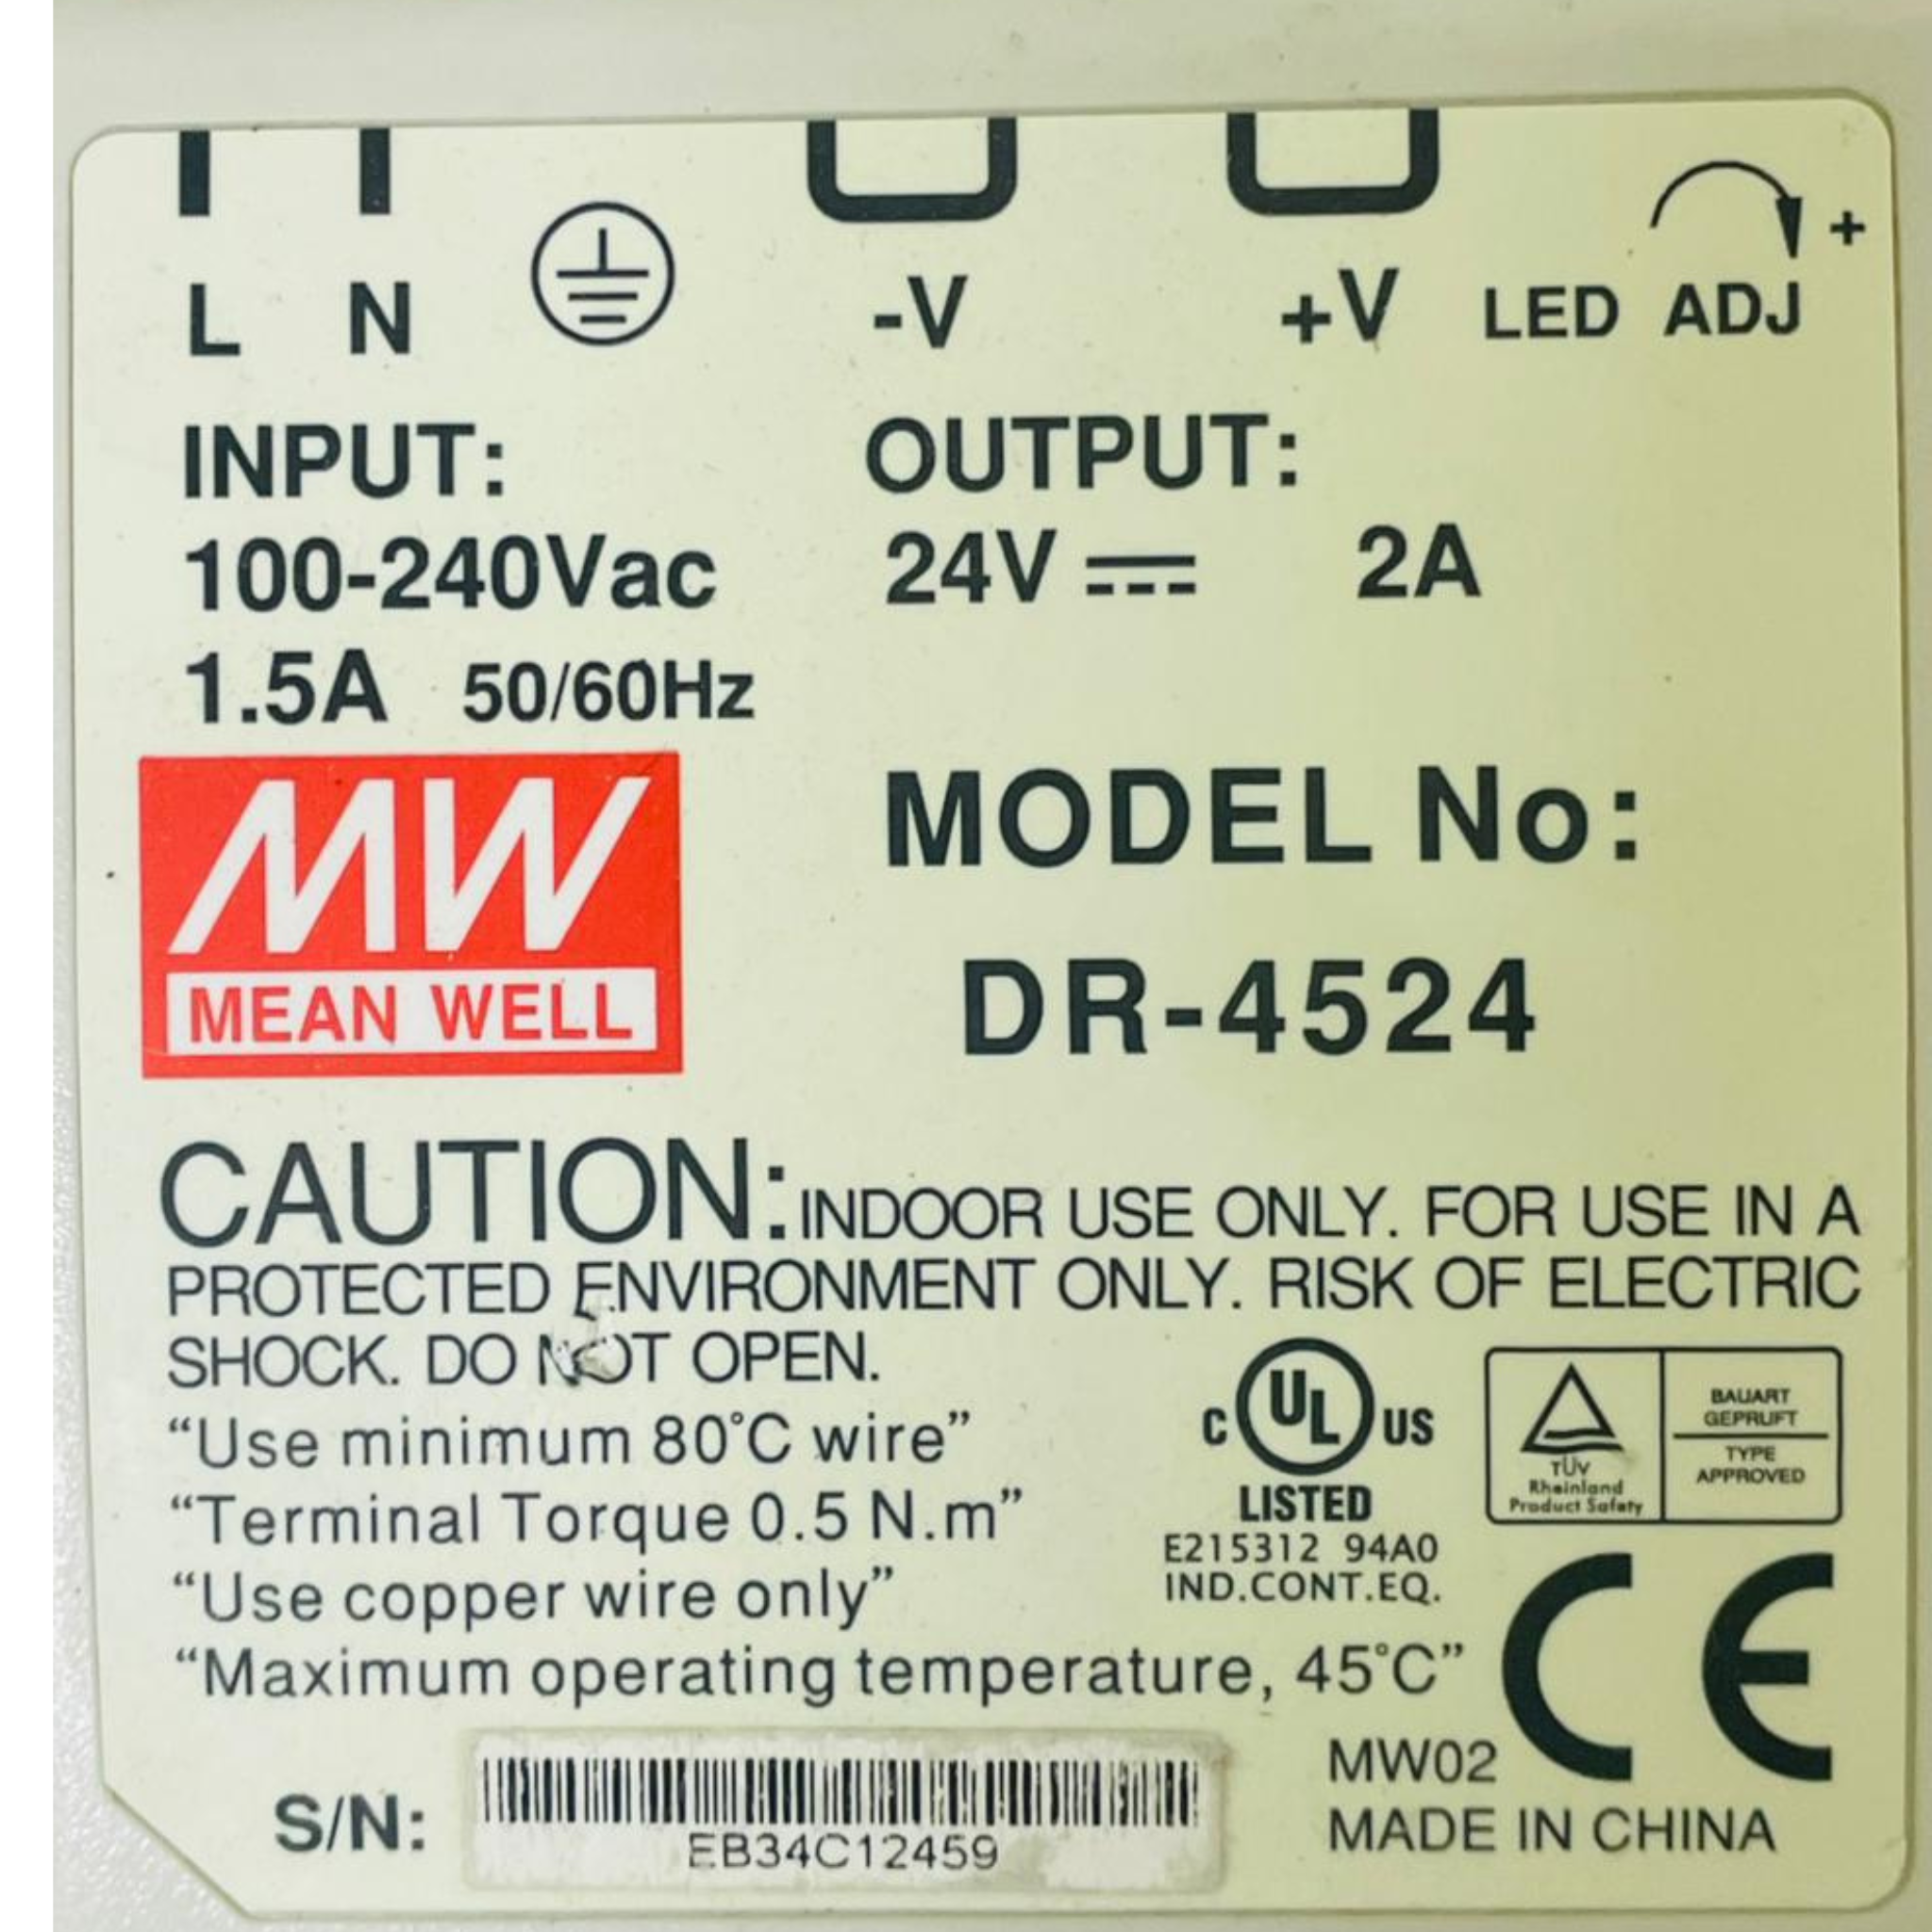 L N -V +V LED ADJ +
INPUT: OUTPUT:
100-240Vac 24V 2A
1.5A 50/60Hz
MW
MEAN WELL
MODEL No:
DR-4524
CAUTION: INDOOR USE ONLY. FOR USE IN A
PROTECTED ENVIRONMENT ONLY. RISK OF ELECTRIC
SHOCK. DO NOT OPEN.
“Use minimum 80°C wire”
“Terminal Torque 0.5 N.m”
“Use copper wire only”
“Maximum operating temperature, 45°C”
C UL US
LISTED
E215312 94A0
IND.CONT.EQ.
TÜV
Rheinland
Product Safety
BAUART
GEPRUFT
TYPE
APPROVED
CE
MW02
MADE IN CHINA
S/N:
EB34C12459